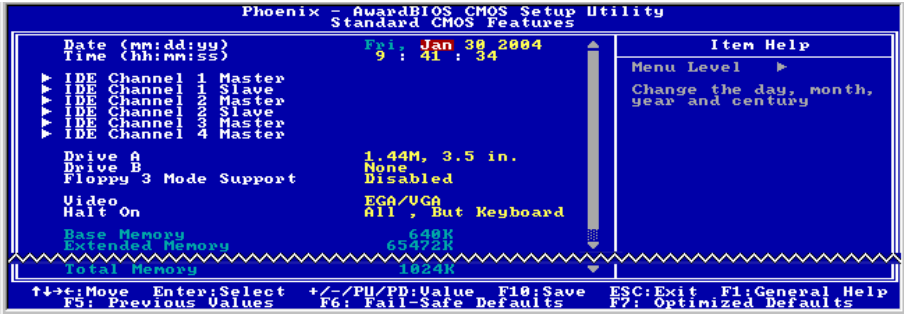 Phoenix - AwardBIOS CMOS Setup Utility
Standard CMOS Features
Date (mm:dd:yy) Fri, Jan 30 2004
Time (hh:mm:ss) 9 : 41 : 34
IDE Channel 1 Master
IDE Channel 1 Slave
IDE Channel 2 Master
IDE Channel 2 Slave
IDE Channel 3 Master
IDE Channel 4 Master
Drive A 1.44M, 3.5 in.
Drive B None
Floppy 3 Mode Support Disabled
Video EGA/VGA
Halt On All , But Keyboard
Base Memory 640K
Extended Memory 65472K
Total Memory 1024K
Item Help
Menu Level ▶
Change the day, month,
year and century
↑↓→←:Move Enter:Select +/-/PU/PD:Value F10:Save ESC:Exit F1:General Help
F5: Previous Values F6: Fail-Safe Defaults F7: Optimized Defaults